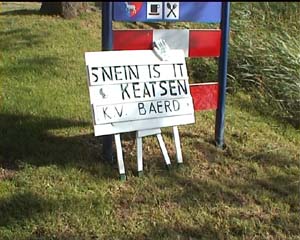 SNEIN IS IT
KEATSEN
K.V. BAERD